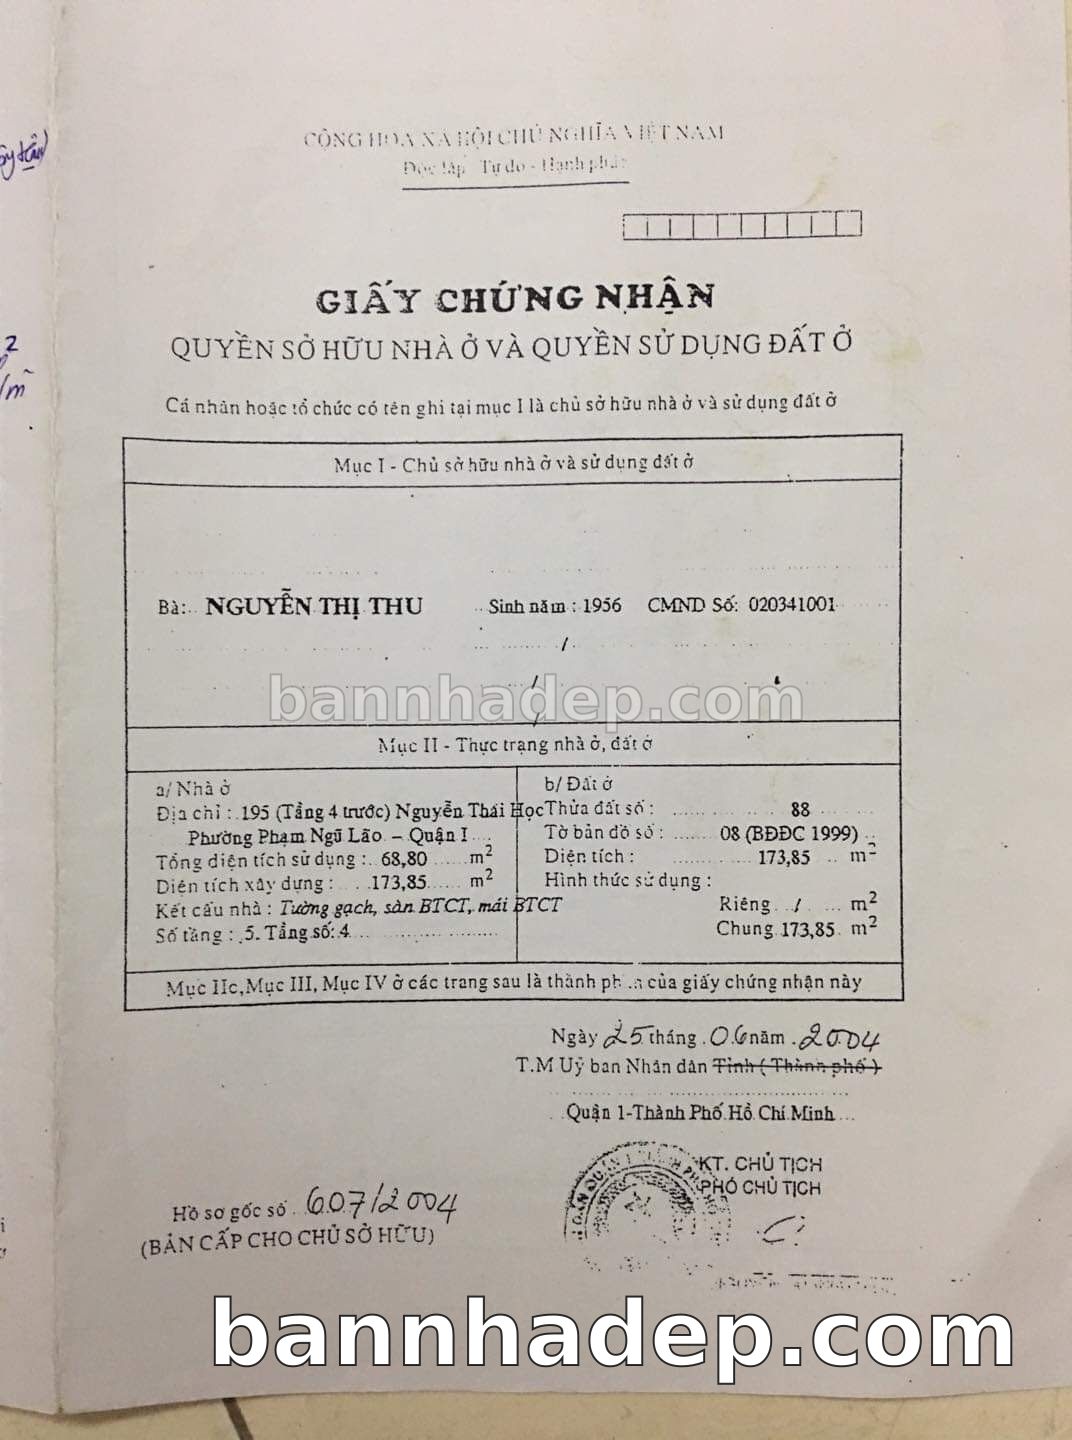 CỘNG HÒA XÃ HỘI CHỦ NGHĨA VIỆT NAM
Độc lập - Tự do - Hạnh phúc
GIẤY CHỨNG NHẬN
QUYỀN SỞ HỮU NHÀ Ở VÀ QUYỀN SỬ DỤNG ĐẤT Ở
Cá nhân hoặc tổ chức có tên ghi tại mục I là chủ sở hữu nhà ở và sử dụng đất ở
Mục I - Chủ sở hữu nhà ở và sử dụng đất ở
Bà: NGUYỄN THỊ THU Sinh năm : 1956 CMND Số: 020341001
/
/
bannhadep.com
Mục II - Thực trạng nhà ở, đất ở
a/ Nhà ở
Địa chỉ : 195 (Tầng 4 trước) Nguyễn Thái Học
Phường Phạm Ngũ Lão - Quận I
Tổng diện tích sử dụng : 68,80 m2
Diện tích xây dựng : 173,85 m2
Kết cấu nhà : Tường gạch, sàn BTCT, mái BTCT
Số tầng : 5. Tầng số: 4
b/ Đất ở
Thửa đất số : 88
Tờ bản đồ số : 08 (BĐĐC 1999)
Diện tích : 173,85 m2
Hình thức sử dụng :
Riêng / m2
Chung 173,85 m2
Mục IIc, Mục III, Mục IV ở các trang sau là thành phần của giấy chứng nhận này
Ngày 25 tháng 06 năm 2004
T.M Uỷ ban Nhân dân Tỉnh ( Thành phố )
Quận 1-Thành Phố Hồ Chí Minh
KT. CHỦ TỊCH
PHÓ CHỦ TỊCH
Hồ sơ gốc số 607/2004
(BẢN CẤP CHO CHỦ SỞ HỮU)
bannhadep.com